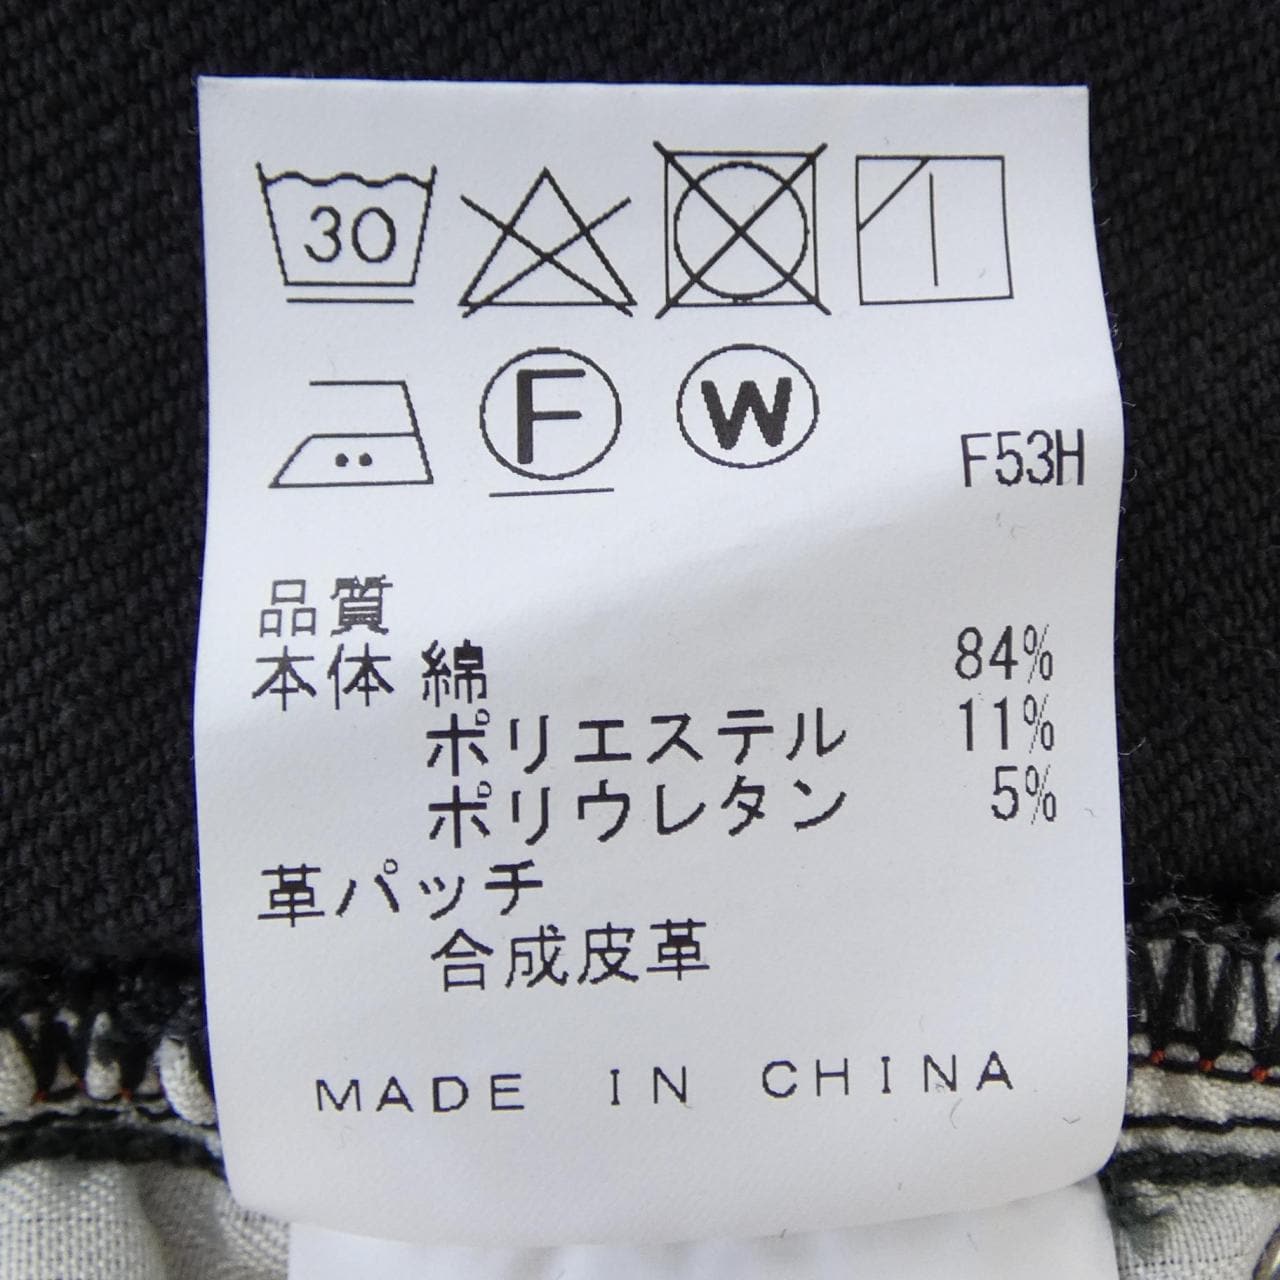 30
F W
F53H
品質
本体 綿 84%
ポリエステル 11%
ポリウレタン 5%
革パッチ
合成皮革
MADE IN CHINA